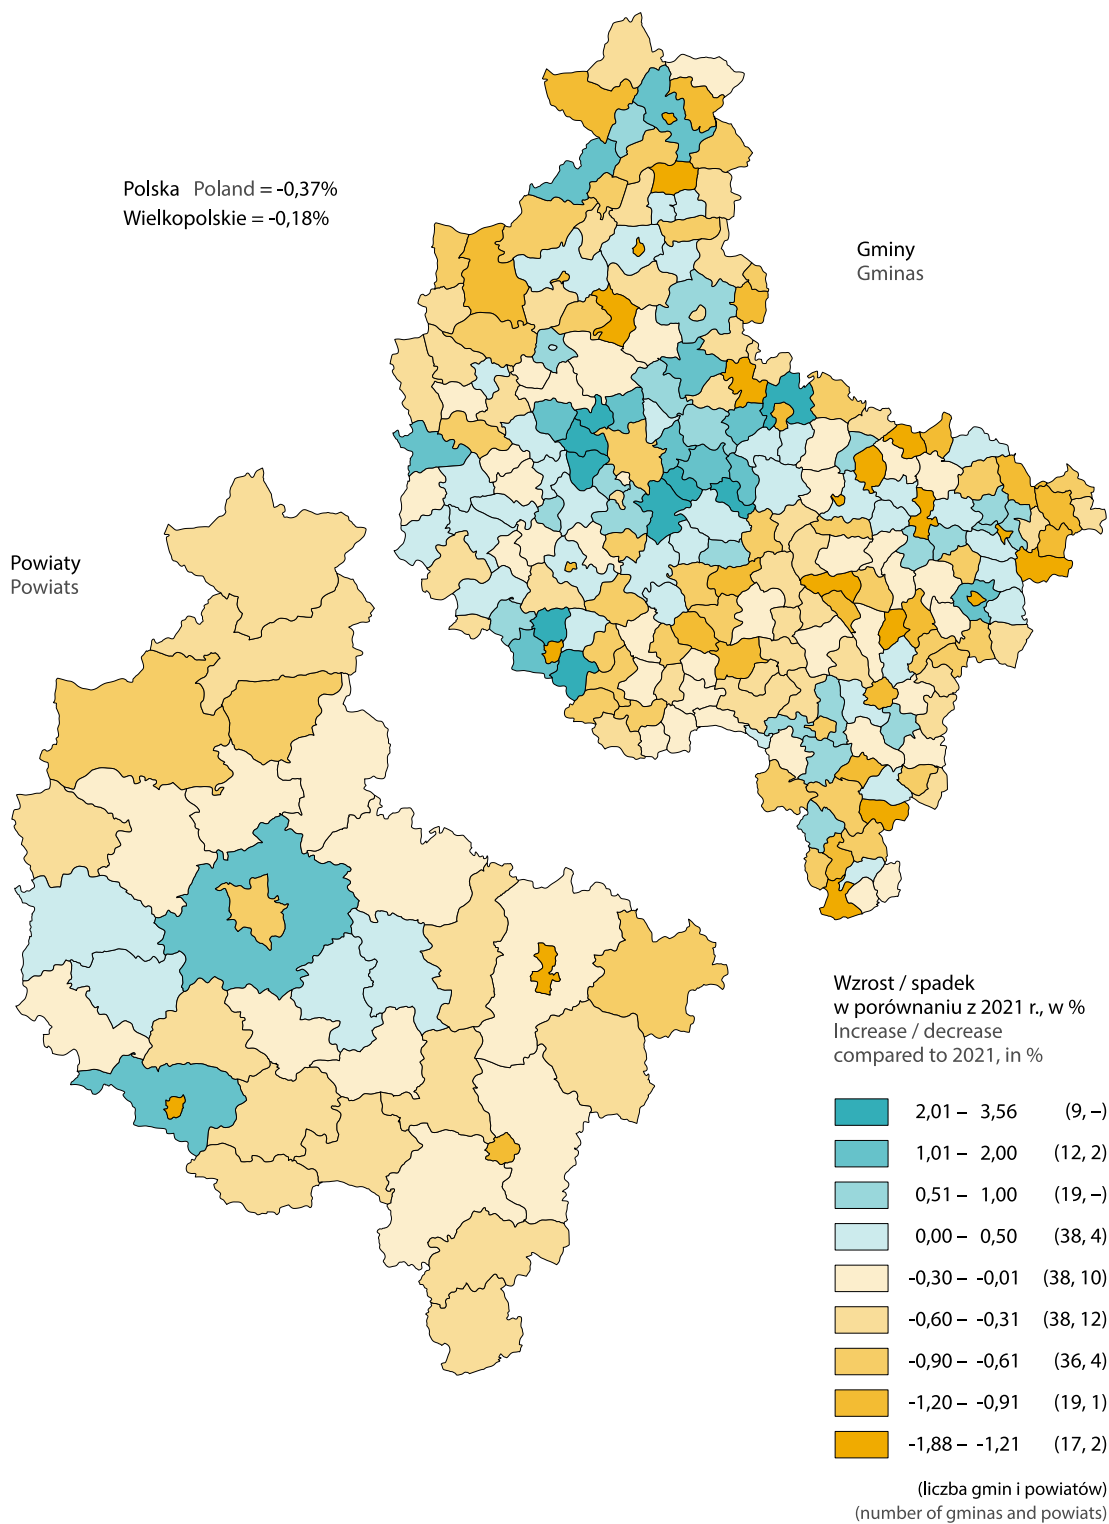 Polska Poland = -0,37%
Wielkopolskie = -0,18%
Gminy
Gminas
Powiaty
Powiats
Wzrost / spadek
w porównaniu z 2021 r., w %
Increase / decrease
compared to 2021, in %
2,01 – 3,56 (9, –)
1,01 – 2,00 (12, 2)
0,51 – 1,00 (19, –)
0,00 – 0,50 (38, 4)
-0,30 – -0,01 (38, 10)
-0,60 – -0,31 (38, 12)
-0,90 – -0,61 (36, 4)
-1,20 – -0,91 (19, 1)
-1,88 – -1,21 (17, 2)
(liczba gmin i powiatów)
(number of gminas and powiats)